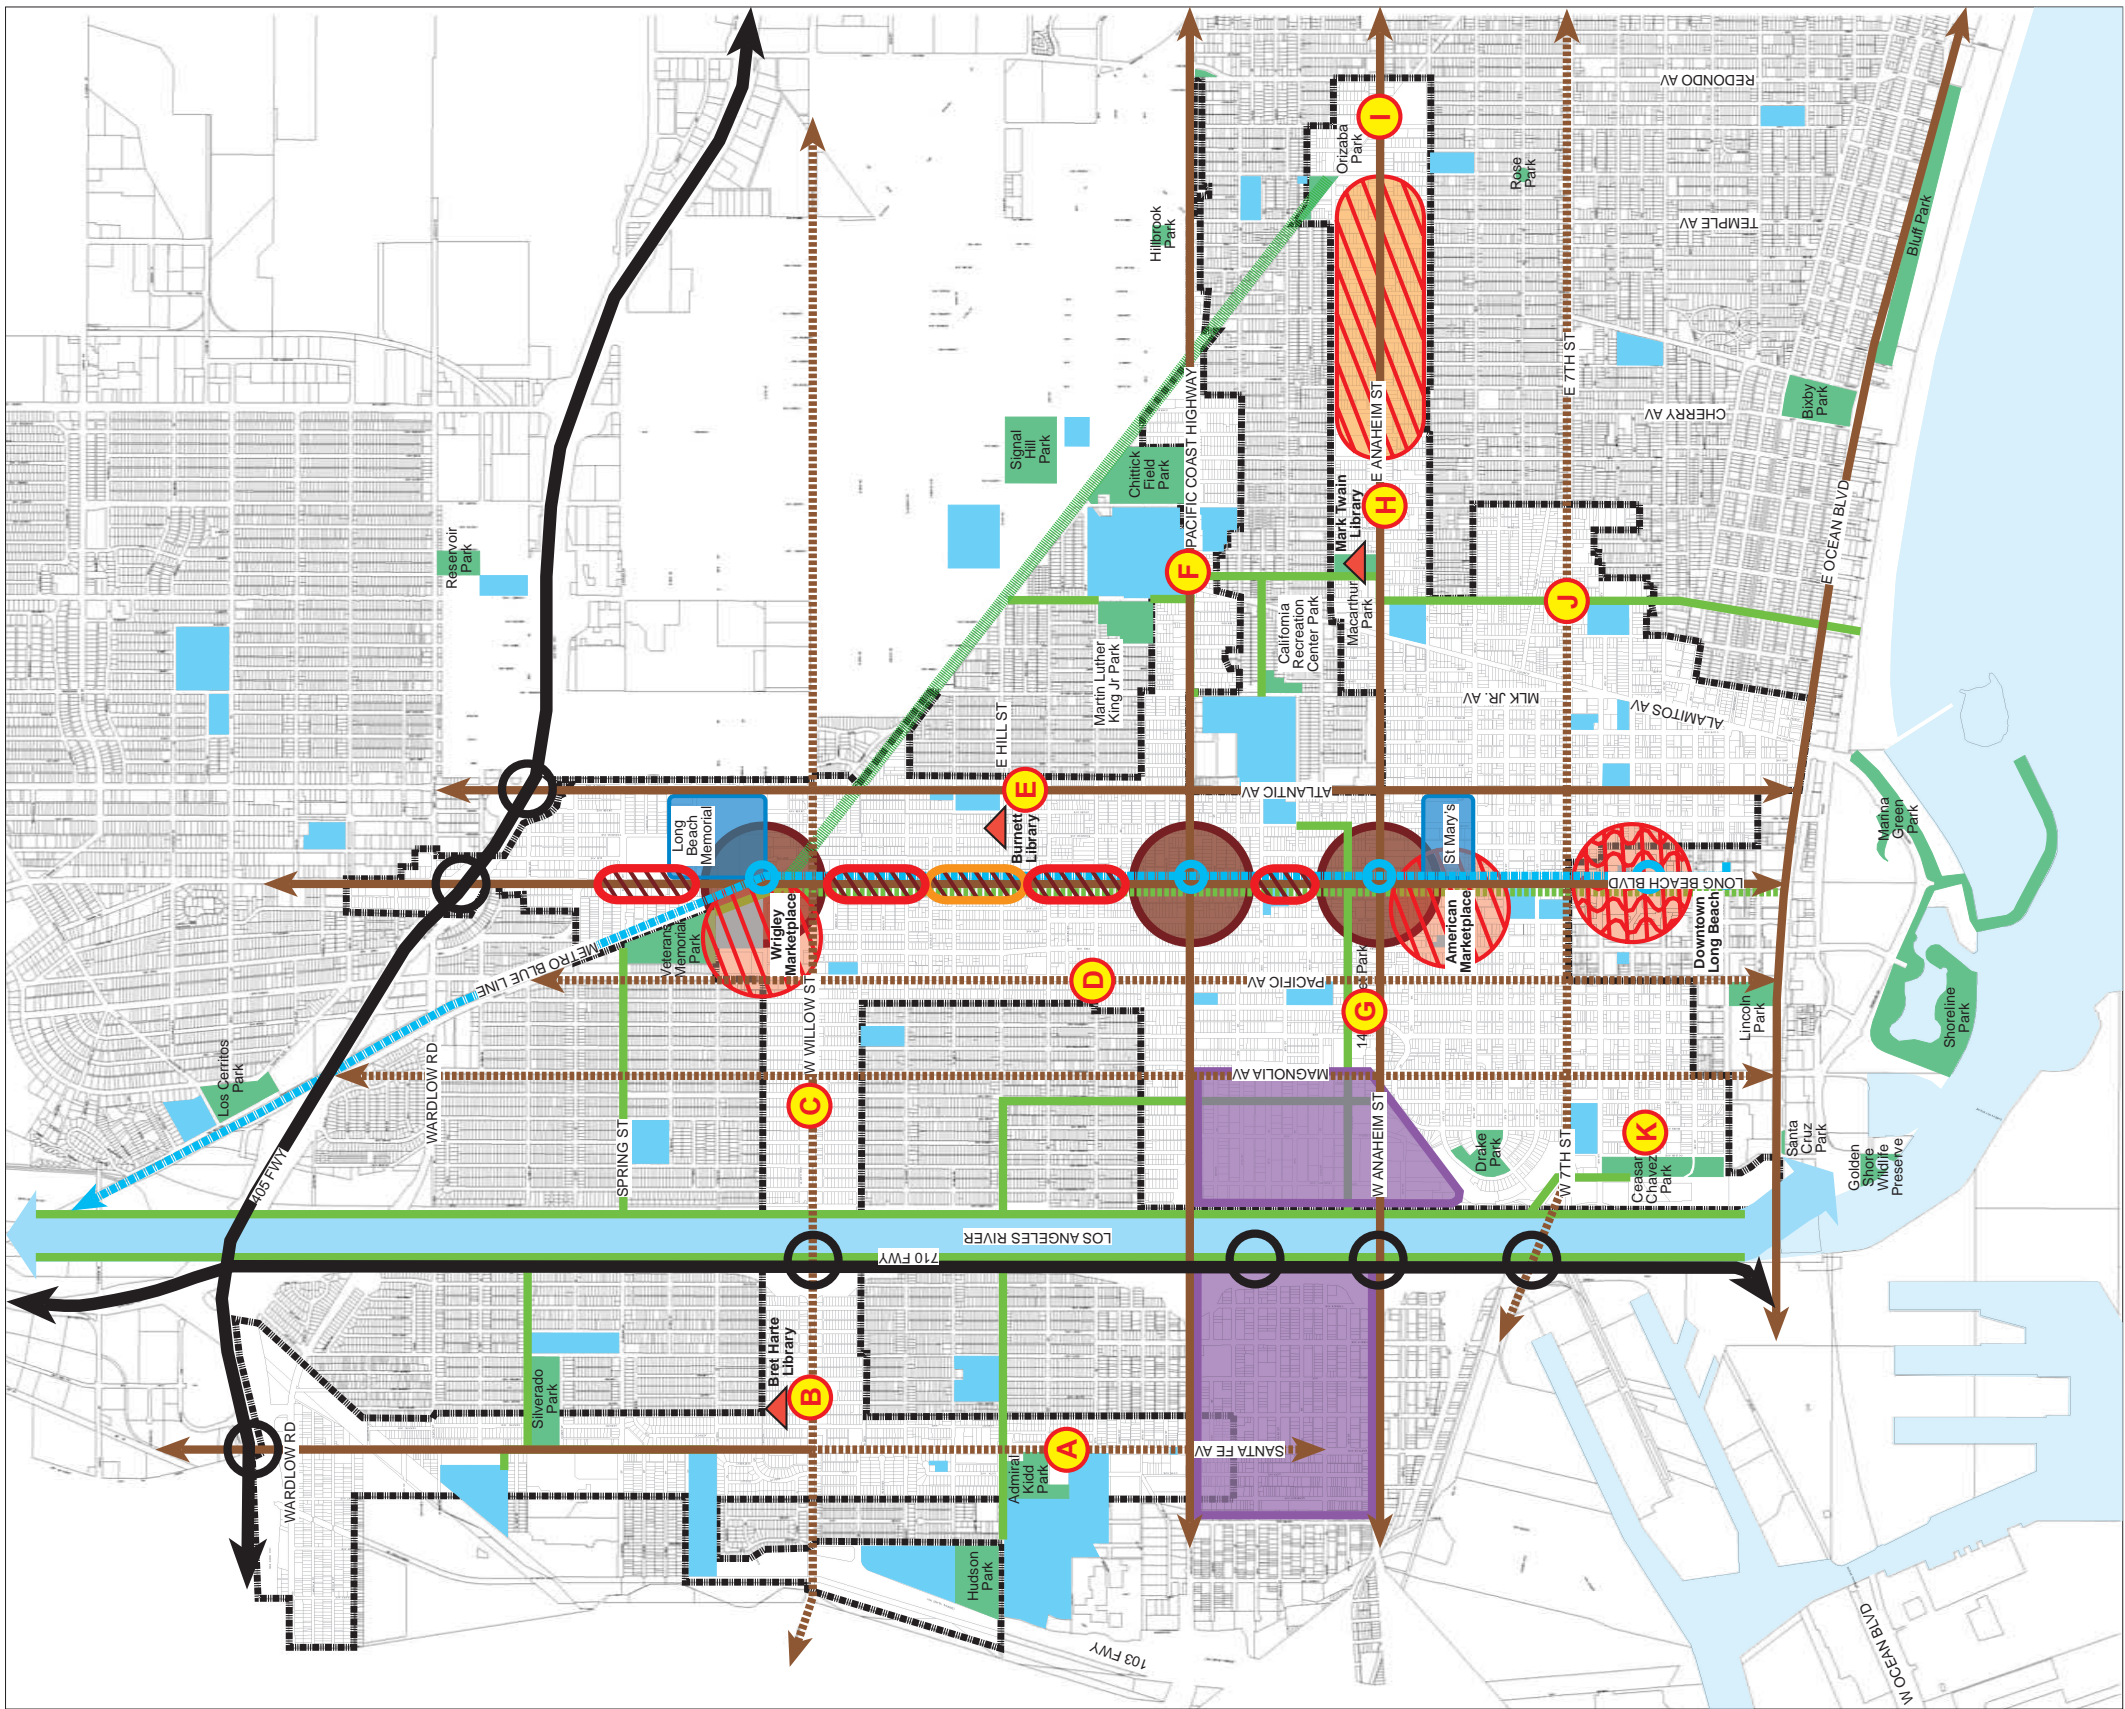 REDONDO AV
I
Orizaba
Park
Rose
Park
TEMPLE AV
Hillbrook
Park
Bluff Park
PACIFIC COAST HIGHWAY
E ANAHEIM ST
E 7TH ST
CHERRY AV
Bixby
Park
Signal
Hill
Park
Chittick
Field
Park
Mark Twain
Library
H
E OCEAN BLVD
Reservoir
Park
F
J
Macarthur
Park
California
Recreation
Center Park
Martin Luther
King Jr Park
MLK JR. AV
ALAMITOS AV
E HILL ST
E
ATLANTIC AV
Burnett
Library
Long
Beach
Memorial
St Mary's
Marina
Green
Park
LONG BEACH BLVD
Wrigley
Marketplace
American
Marketplace
Downtown
Long Beach
Veterans
Memorial
Park
METRO BLUE LINE
D
PACIFIC AV
G
14
er Park
Lincoln
Park
Shoreline
Park
W WILLOW ST
MAGNOLIA AV
Los Cerritos
Park
WARDLOW RD
C
SPRING ST
W ANAHEIM ST
Drake
Park
K
W 7TH ST
Ceasar
Chavez
Park
Santa
Cruz
Park
Golden
Shore
Wildlife
Preserve
405 FWY
LOS ANGELES RIVER
710 FWY
Bret Harte
Library
B
Silverado
Park
WARDLOW RD
A
SANTA FE AV
Admiral
Kidd
Park
Hudson
Park
103 FWY
W OCEAN BLVD